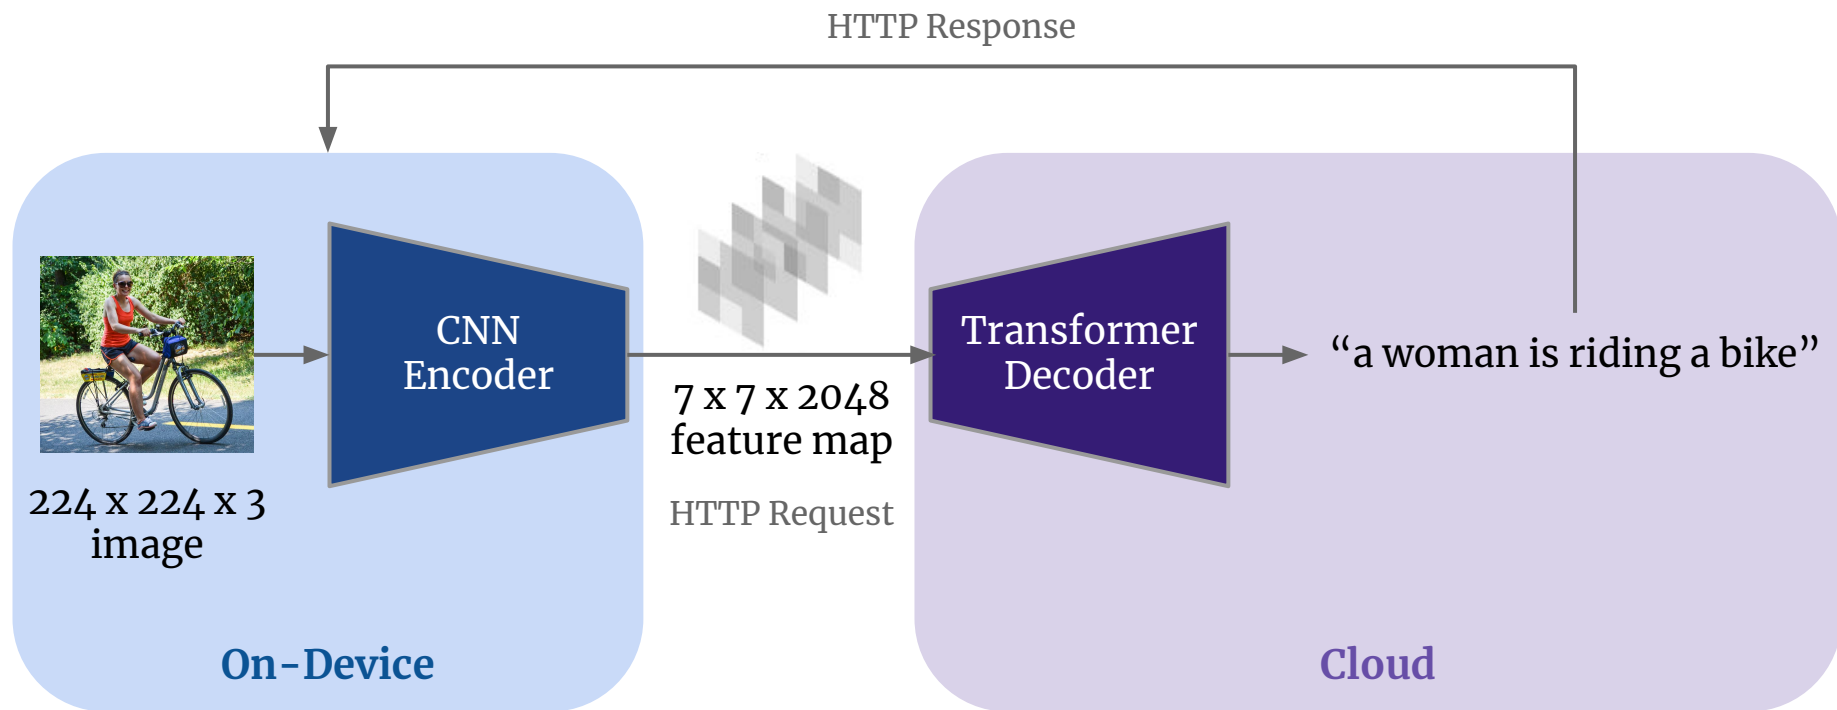 HTTP Response
224 x 224 x 3
image
CNN
Encoder
7 x 7 x 2048
feature map
HTTP Request
Transformer
Decoder
“a woman is riding a bike”
On-Device
Cloud